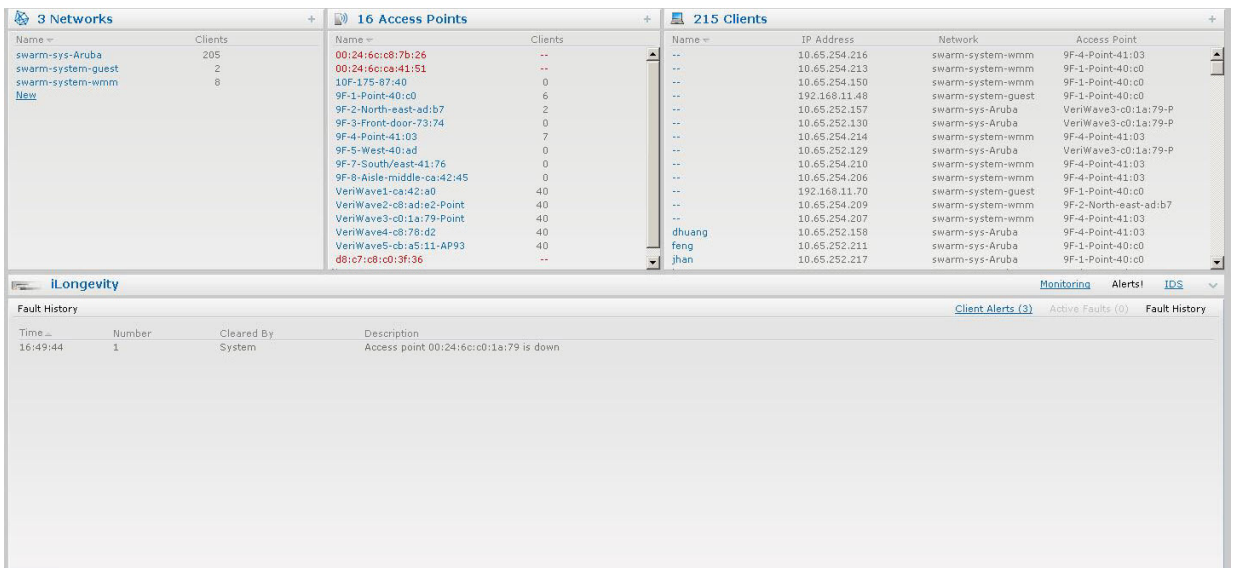 3 Networks +
Name Clients
swarm-sys-Aruba 205
swarm-system-guest 2
swarm-system-wmm 8
New
16 Access Points +
Name Clients
00:24:6c:c8:7b:26 --
00:24:6c:ca:41:51 --
10F-175-87:40 0
9F-1-Point-40:c0 6
9F-2-North-east-ad:b7 2
9F-3-Front-door-73:74 0
9F-4-Point-41:03 7
9F-5-West-40:ad 0
9F-7-South/east-41:76 0
9F-8-Aisle-middle-ca:42:45 0
VeriWave1-ca:42:a0 40
VeriWave2-c8:ad:e2-Point 40
VeriWave3-c0:1a:79-Point 40
VeriWave4-c8:78:d2 40
VeriWave5-cb:a5:11-AP93 40
d8:c7:c8:c0:3f:36 --
215 Clients +
Name IP Address Network Access Point
-- 10.65.254.216 swarm-system-wmm 9F-4-Point-41:03
-- 10.65.254.213 swarm-system-wmm 9F-1-Point-40:c0
-- 10.65.254.150 swarm-system-wmm 9F-1-Point-40:c0
-- 192.168.11.48 swarm-system-guest 9F-1-Point-40:c0
-- 10.65.252.157 swarm-sys-Aruba VeriWave3-c0:1a:79-P
-- 10.65.252.130 swarm-sys-Aruba VeriWave3-c0:1a:79-P
-- 10.65.254.214 swarm-system-wmm 9F-4-Point-41:03
-- 10.65.252.129 swarm-sys-Aruba VeriWave3-c0:1a:79-P
-- 10.65.254.210 swarm-system-wmm 9F-4-Point-41:03
-- 10.65.254.206 swarm-system-wmm 9F-4-Point-41:03
-- 192.168.11.70 swarm-system-guest 9F-1-Point-40:c0
-- 10.65.254.209 swarm-system-wmm 9F-2-North-east-ad:b7
-- 10.65.254.207 swarm-system-wmm 9F-4-Point-41:03
dhuang 10.65.252.158 swarm-sys-Aruba 9F-4-Point-41:03
feng 10.65.252.211 swarm-sys-Aruba 9F-1-Point-40:c0
jhan 10.65.252.217 swarm-sys-Aruba 9F-1-Point-40:c0
iLongevity Monitoring Alerts! IDS
Fault History Client Alerts (3) Active Faults (0) Fault History
Time Number Cleared By Description
16:49:44 1 System Access point 00:24:6c:c0:1a:79 is down